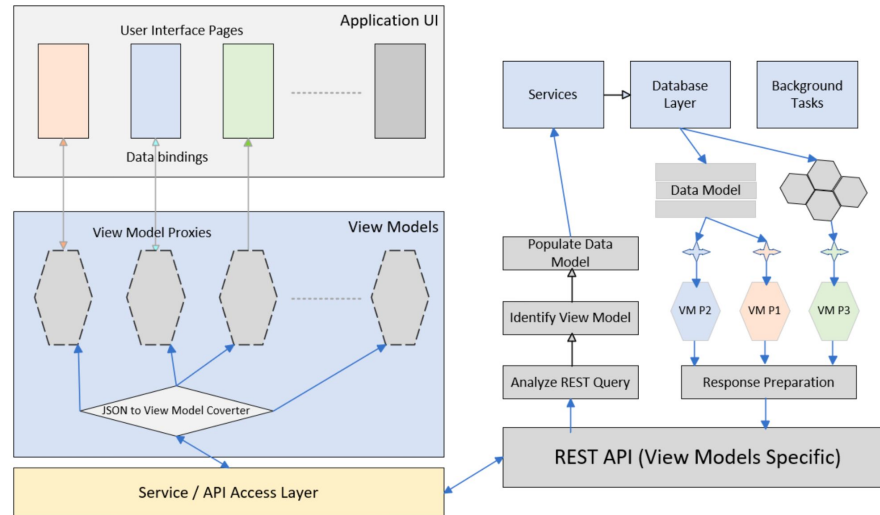 Application UI
User Interface Pages
Data bindings
View Models
View Model Proxies
JSON to View Model Coverter
Service / API Access Layer
Services
Database
Layer
Background
Tasks
Data Model
Populate Data
Model
Identify View Model
Analyze REST Query
VM P2
VM P1
VM P3
Response Preparation
REST API (View Models Specific)